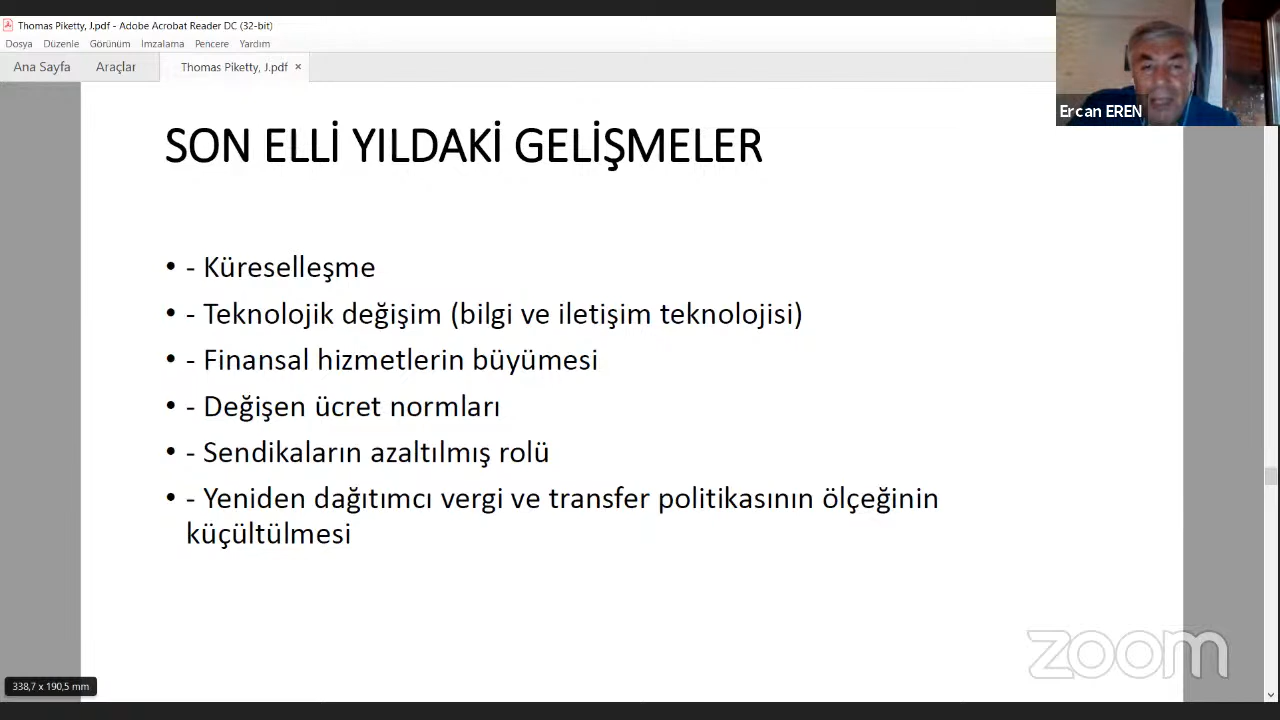 Thomas Piketty, J.pdf - Adobe Acrobat Reader DC (32-bit)
Dosya Düzenle Görünüm İmzalama Pencere Yardım
Ana Sayfa Araçlar Thomas Piketty, J.pdf ×
Ercan EREN
SON ELLİ YILDAKİ GELİŞMELER
• - Küreselleşme
• - Teknolojik değişim (bilgi ve iletişim teknolojisi)
• - Finansal hizmetlerin büyümesi
• - Değişen ücret normları
• - Sendikaların azaltılmış rolü
• - Yeniden dağıtımcı vergi ve transfer politikasının ölçeğinin
küçültülmesi
zoom
338,7 x 190,5 mm